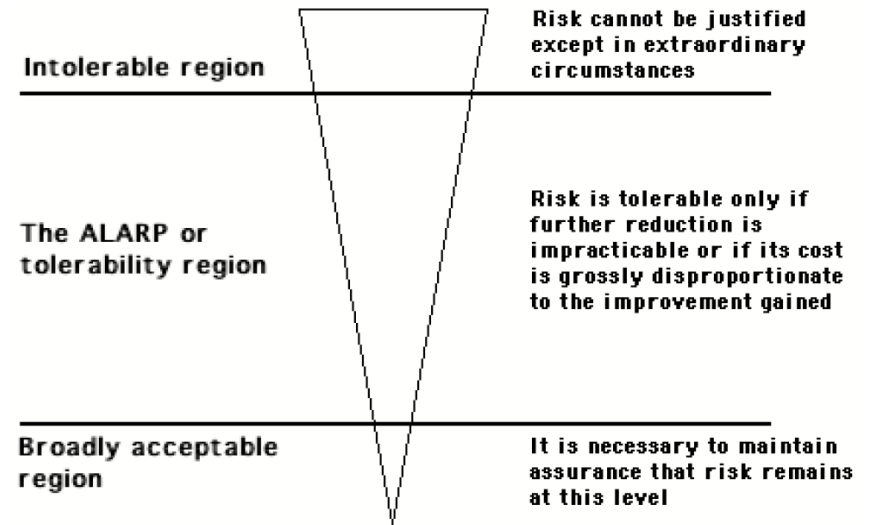 Intolerable region
Risk cannot be justified
except in extraordinary
circumstances
The ALARP or
tolerability region
Risk is tolerable only if
further reduction is
impracticable or if its cost
is grossly disproportionate
to the improvement gained
Broadly acceptable
region
It is necessary to maintain
assurance that risk remains
at this level